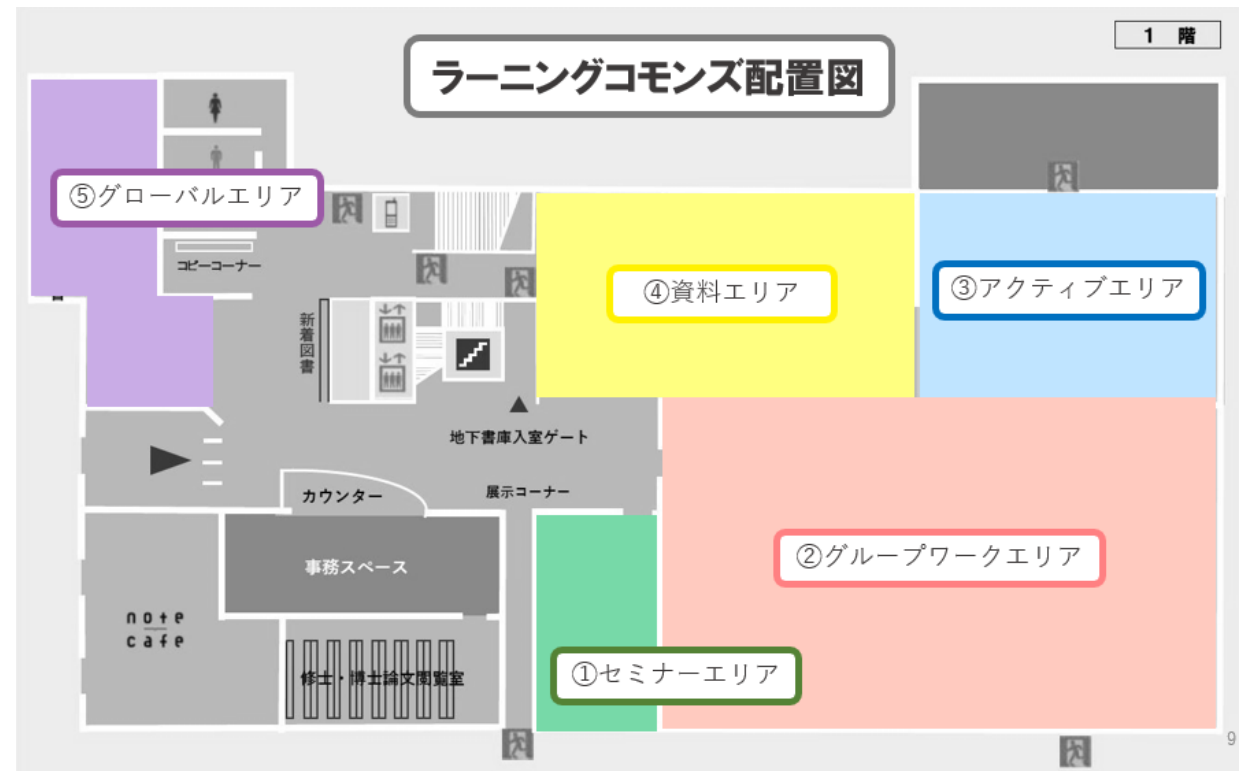 1 階
ラーニングコモンズ配置図
⑤グローバルエリア
コピーコーナー
④資料エリア
③アクティブエリア
新着図書
地下書庫入室ゲート
カウンター
展示コーナー
事務スペース
②グループワークエリア
note
cafe
修士・博士論文閲覧室
①セミナーエリア
9